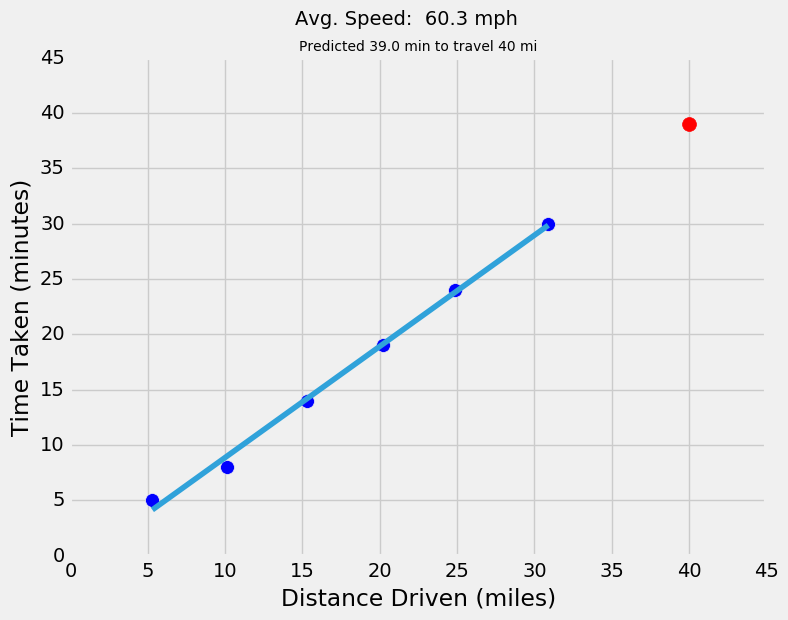 Avg. Speed:  60.3 mph
Predicted 39.0 min to travel 40 mi
45
40
35
30
25
20
15
10
5
0
Time Taken (minutes)
0 5 10 15 20 25 30 35 40 45
Distance Driven (miles)